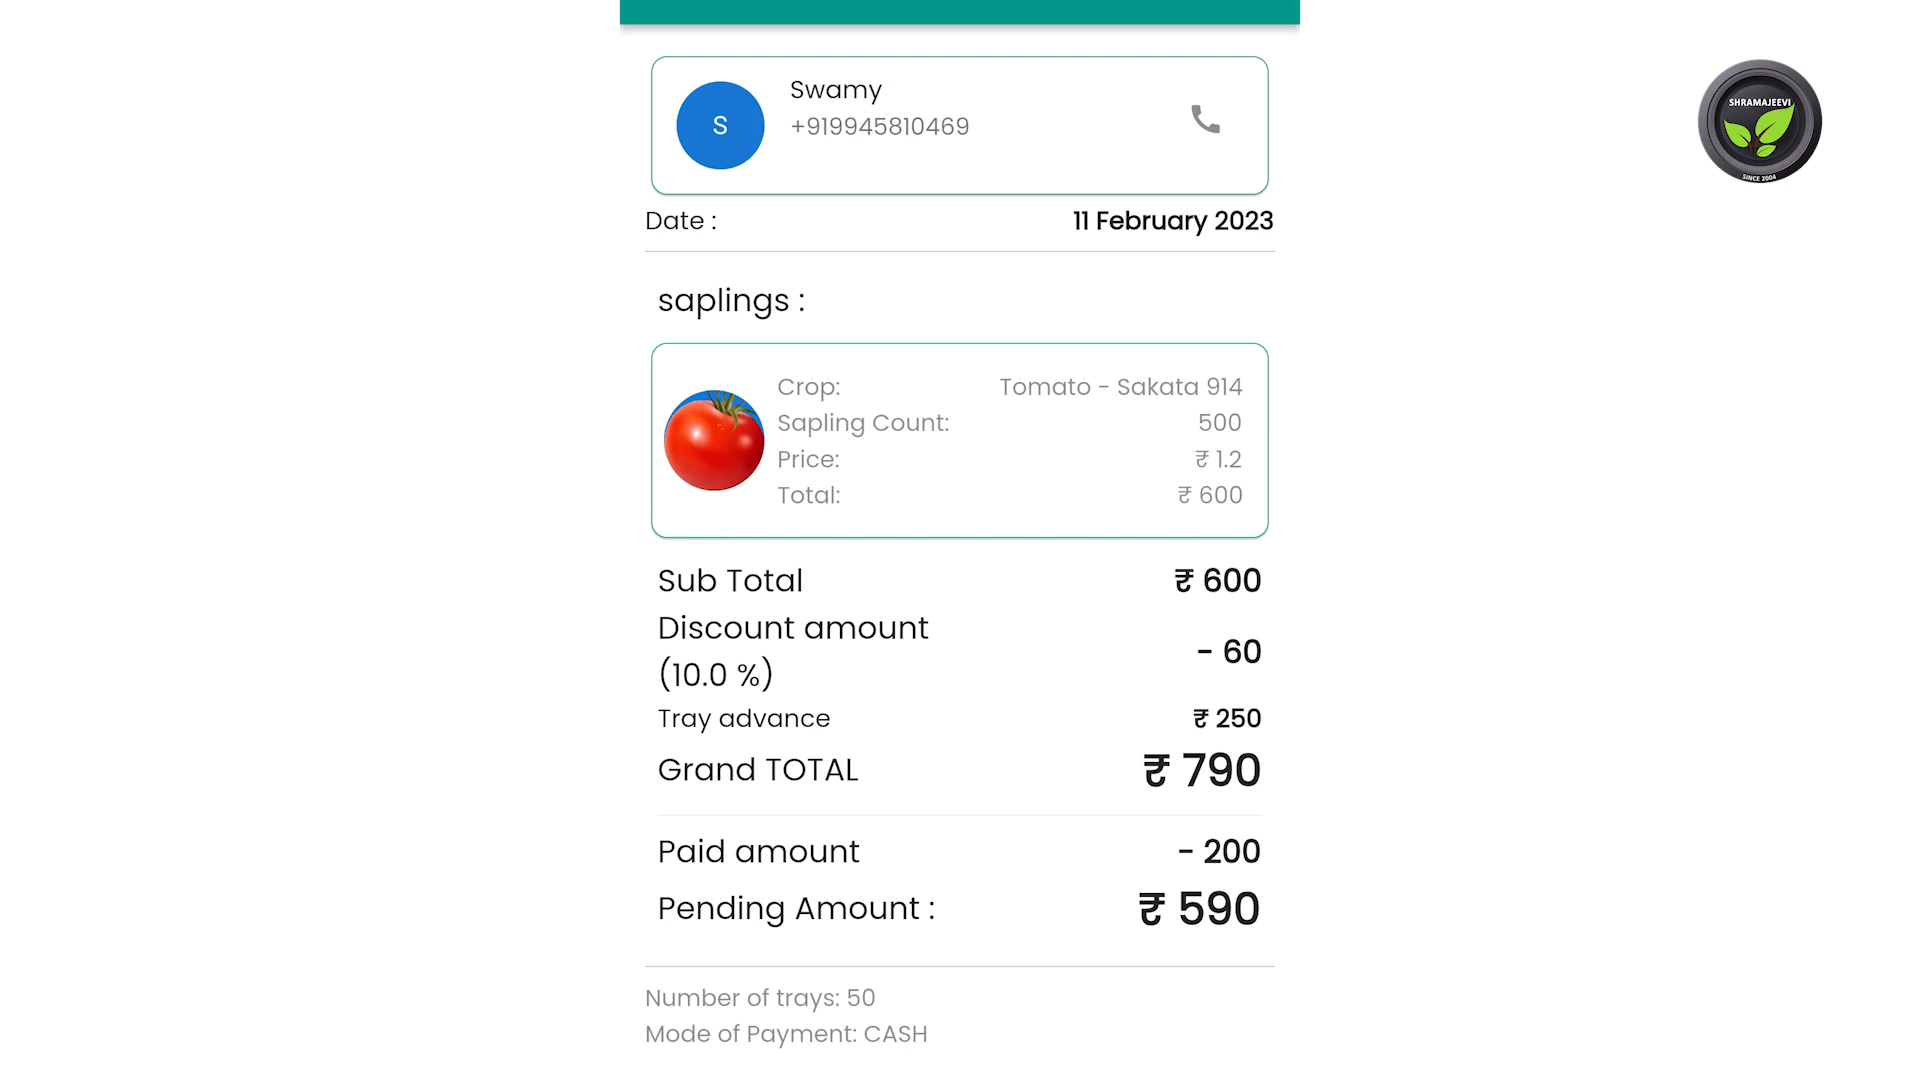 SHRAMAJEEVI
SINCE 2004
S
Swamy
+919945810469
Date : 11 February 2023
saplings :
Crop: Tomato - Sakata 914
Sapling Count: 500
Price: ₹ 1.2
Total: ₹ 600
Sub Total ₹ 600
Discount amount
(10.0 %) - 60
Tray advance ₹ 250
Grand TOTAL ₹ 790
Paid amount - 200
Pending Amount : ₹ 590
Number of trays: 50
Mode of Payment: CASH